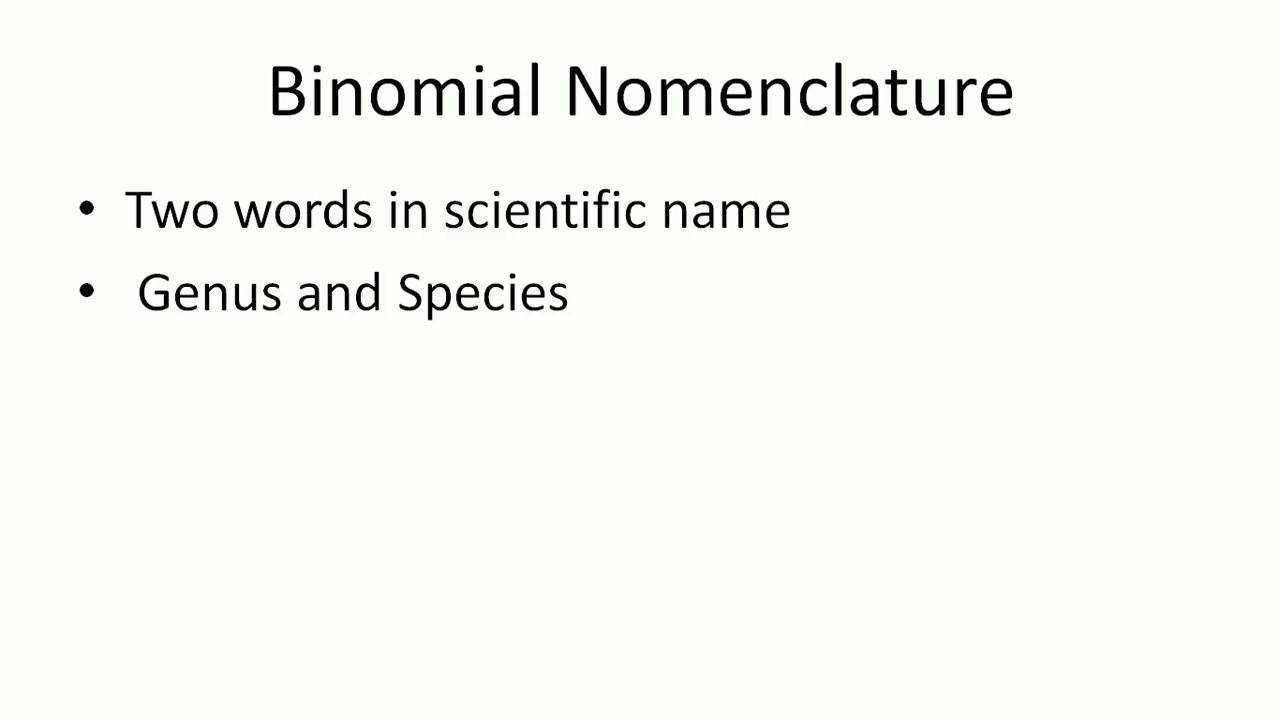 Binomial Nomenclature
• Two words in scientific name
• Genus and Species